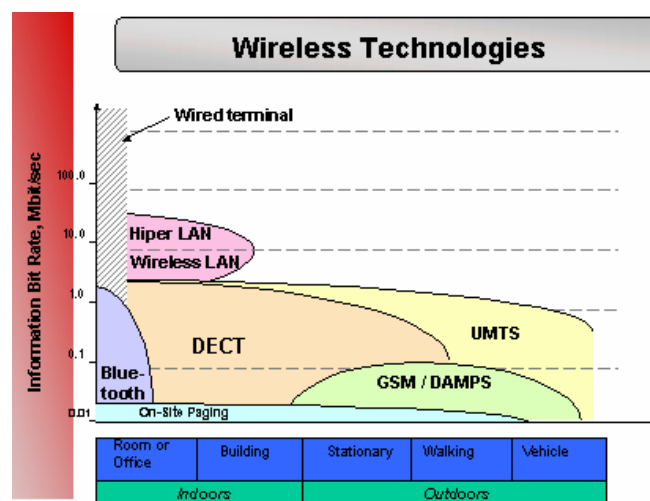 Wireless Technologies
Wired terminal
Information Bit Rate, Mbit/sec
100.0
10.0
1.0
0.1
0.01
Hiper LAN
Wireless LAN
DECT
UMTS
Blue-
tooth
GSM / DAMPS
On-Site Paging
Room or
Office
Building
Stationary
Walking
Vehicle
Indoors
Outdoors